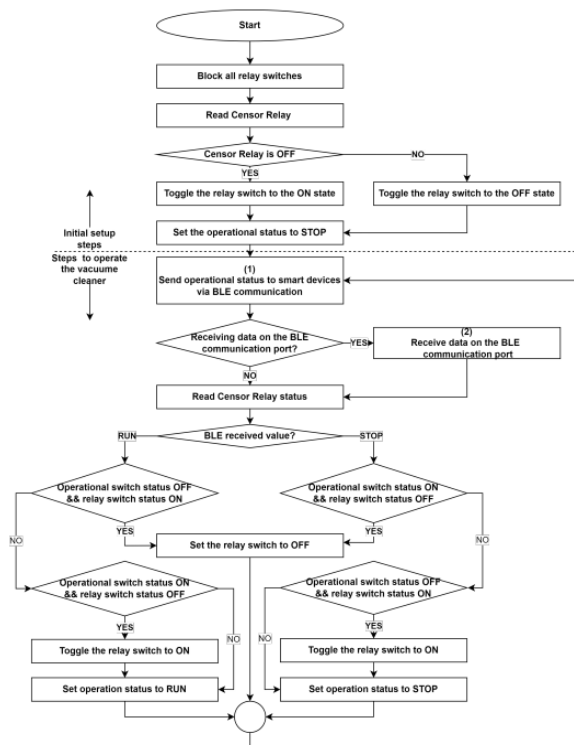 Start
Block all relay switches
Read Censor Relay
Censor Relay is OFF
NO
YES
Toggle the relay switch to the ON state
Toggle the relay switch to the OFF state
Initial setup
steps
Set the operational status to STOP
Steps to operate
the vacuume
cleaner
(1)
Send operational status to smart devices
via BLE communication
Receiving data on the BLE
communication port?
YES
(2)
Receive data on the BLE
communication port
NO
Read Censor Relay status
RUN
BLE received value?
STOP
Operational switch status OFF
&& relay switch status ON
Operational switch status ON
&& relay switch status OFF
NO
YES
Set the relay switch to OFF
YES
NO
Operational switch status ON
&& relay switch status OFF
Operational switch status OFF
&& relay switch status ON
YES
NO
NO
YES
Toggle the relay switch to ON
Toggle the relay switch to ON
Set operation status to RUN
Set operation status to STOP